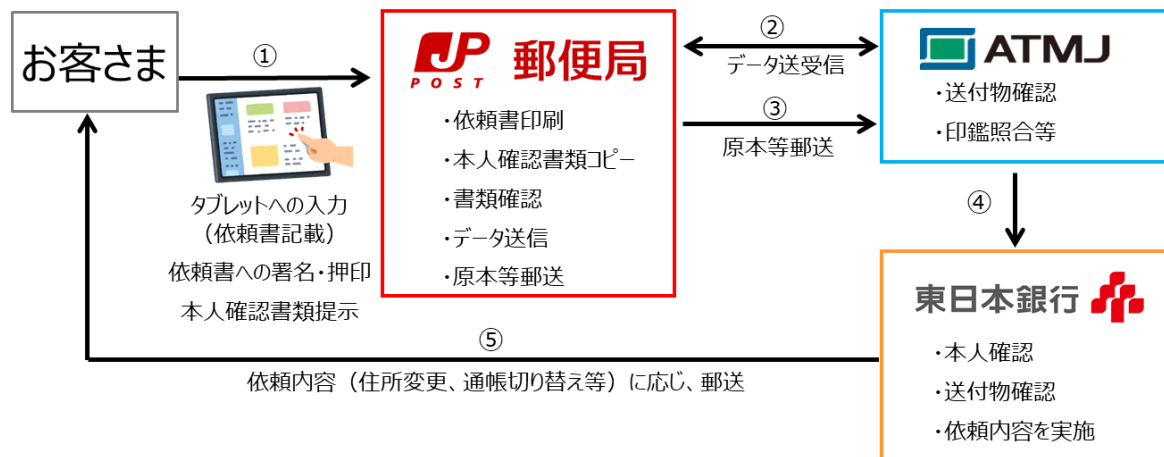 お客さま
①
タブレットへの入力
（依頼書記載）
依頼書への署名・押印
本人確認書類提示
JP
POST
郵便局
・依頼書印刷
・本人確認書類コピー
・書類確認
・データ送信
・原本等郵送
②
データ送受信
③
原本等郵送
ATMJ
・送付物確認
・印鑑照合等
④
東日本銀行
・本人確認
・送付物確認
・依頼内容を実施
⑤
依頼内容（住所変更、通帳切り替え等）に応じ、郵送